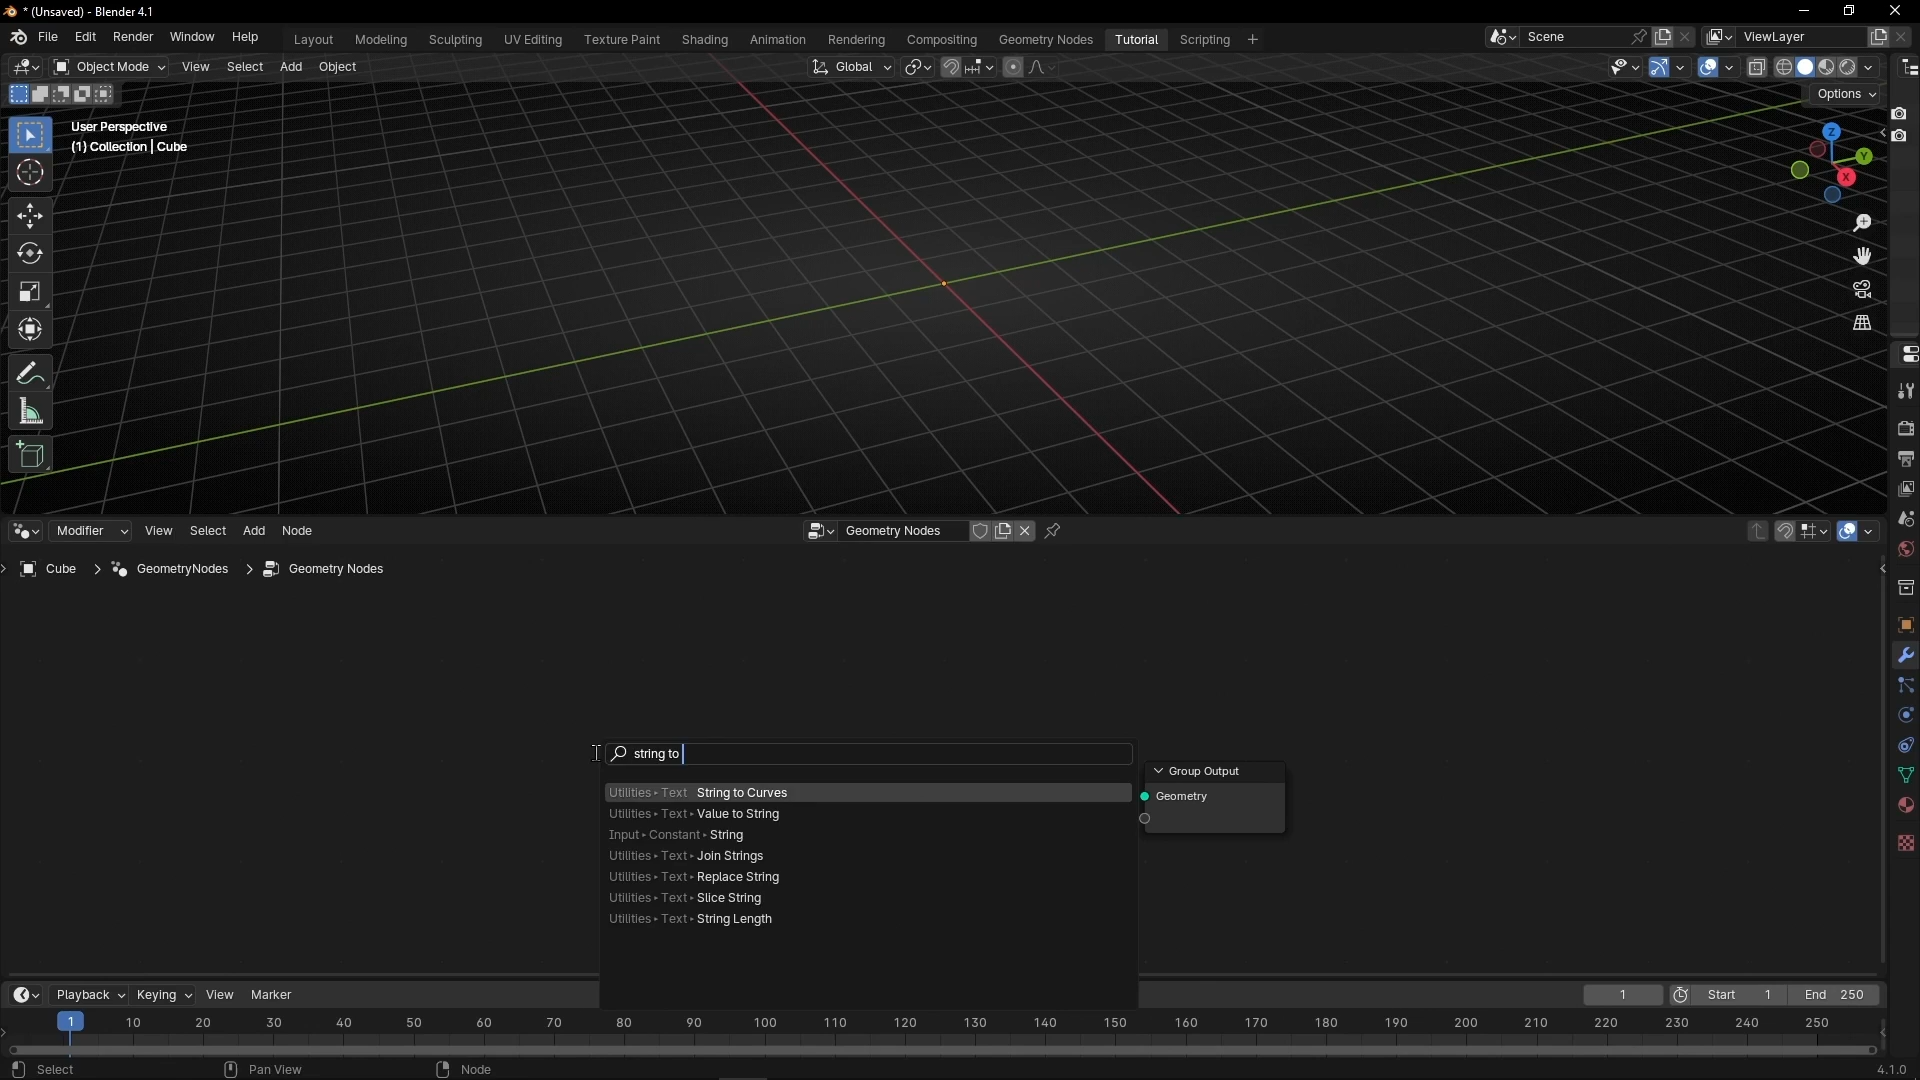 * (Unsaved) - Blender 4.1
File Edit Render Window Help Layout Modeling Sculpting UV Editing Texture Paint Shading Animation Rendering Compositing Geometry Nodes Tutorial Scripting + Scene ViewLayer
Object Mode View Select Add Object Global
Options
User Perspective
(1) Collection | Cube
Z
Y
X
Modifier View Select Add Node Geometry Nodes
Cube > GeometryNodes > Geometry Nodes
string to
Utilities ▸ Text ▸ String to Curves
Utilities ▸ Text ▸ Value to String
Input ▸ Constant ▸ String
Utilities ▸ Text ▸ Join Strings
Utilities ▸ Text ▸ Replace String
Utilities ▸ Text ▸ Slice String
Utilities ▸ Text ▸ String Length
Group Output
Geometry
Playback Keying View Marker 1 Start 1 End 250
1 10 20 30 40 50 60 70 80 90 100 110 120 130 140 150 160 170 180 190 200 210 220 230 240 250
Select Pan View Node 4.1.0